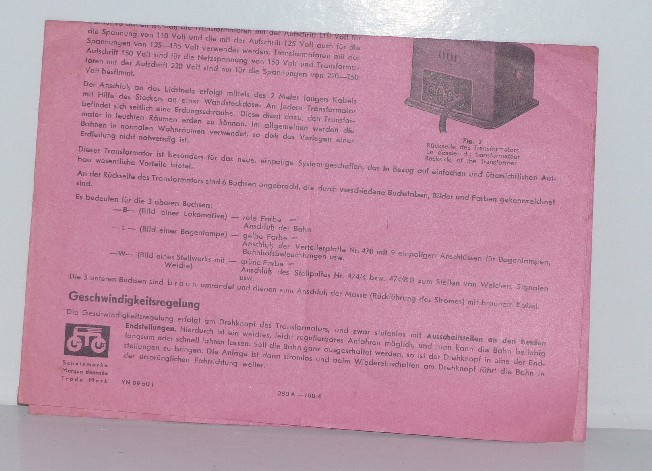 die Spannung von 110 Volt und die mit der Aufschrift 125 Volt auch für die
Spannungen von 125—135 Volt verwendet werden. Transformatoren mit der
Aufschrift 150 Volt sind für die Netzspannung von 150 Volt und Transforma-
toren mit der Aufschrift 220 Volt sind nur für die Spannungen von
Volt bestimmt.
Der Anschluß an das Lichtnetz erfolgt mittels des 2 Meter langen Kabels
mit Hilfe des Steckers an einer Wandsteckdose. An jedem Transformator
befindet sich seitlich eine Erdungsschraube. Diese dient dazu, den Transfor-
mator in feuchten Räumen erden zu können. Im allgemeinen werden die
Bahnen in normalen Wohnräumen verwendet, so daß das Verlegen einer
Erdleitung nicht notwendig ist.
Fig. 2
Rückseite des Transformators
Le dossier du transformateur
Backside of the Transformer
Dieser Transformator ist besonders für das neue, einpolige System geschaffen, das in Bezug auf einfachen und übersichtlichen Auf-
bau wesentliche Vorteile bietet.
An der Rückseite des Transformators sind 6 Buchsen angebracht, die durch verschiedene Buchstaben, Bilder und Farben gekennzeichnet
sind.
Es bedeuten für die 3 oberen Buchsen:
—B— (Bild einer Lokomotive) — rote Farbe —
Anschluß der Bahn
—L— (Bild einer Bogenlampe) — gelbe Farbe —
Anschluß der Verteilerplatte Nr. 470 mit 9 einpoligen Anschlüssen für Bogenlampen,
Bahnhofsbeleuchtungen usw.
—W— (Bild eines Stellwerks mit — grüne Farbe —
Weiche) Anschluß des Stellpultes Nr. 474/4 bzw. zum Stellen von Weichen, Signalen
usw.
Die 3 unteren Buchsen sind braun umrandet und dienen zum Anschluß der Masse (Rückführung des Stromes) mit braunem Kabel.
Geschwindigkeitsregelung
Die Geschwindigkeitsregelung erfolgt am Drehknopf des Transformators, und zwar stufenlos mit Ausschaltstellen an den beiden
Endstellungen. Hierdurch ist ein weiches, leicht regulierbares Anfahren möglich, und man kann die Bahn beliebig
langsam oder schnell fahren lassen. Soll die Bahn ganz ausgeschaltet werden, so ist der Drehknopf in eine der End-
stellungen zu bringen. Die Anlage ist dann stromlos und beim Wiedereinschalten am Drehknopf fährt die Bahn in
der ursprünglichen Fahrtrichtung weiter.
Schutzmarke
Marque déposée
Trade Mark